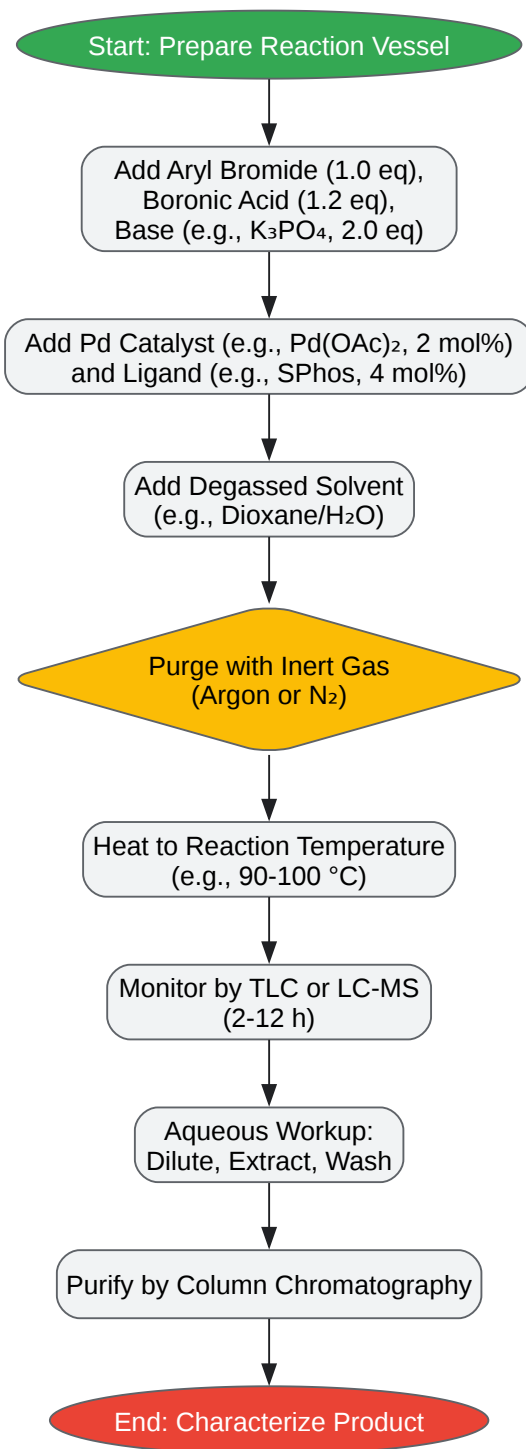 Start: Prepare Reaction Vessel
Add Aryl Bromide (1.0 eq),
Boronic Acid (1.2 eq),
Base (e.g., K₃PO₄, 2.0 eq)
Add Pd Catalyst (e.g., Pd(OAc)₂, 2 mol%)
and Ligand (e.g., SPhos, 4 mol%)
Add Degassed Solvent
(e.g., Dioxane/H₂O)
Purge with Inert Gas
(Argon or N₂)
Heat to Reaction Temperature
(e.g., 90-100 °C)
Monitor by TLC or LC-MS
(2-12 h)
Aqueous Workup:
Dilute, Extract, Wash
Purify by Column Chromatography
End: Characterize Product